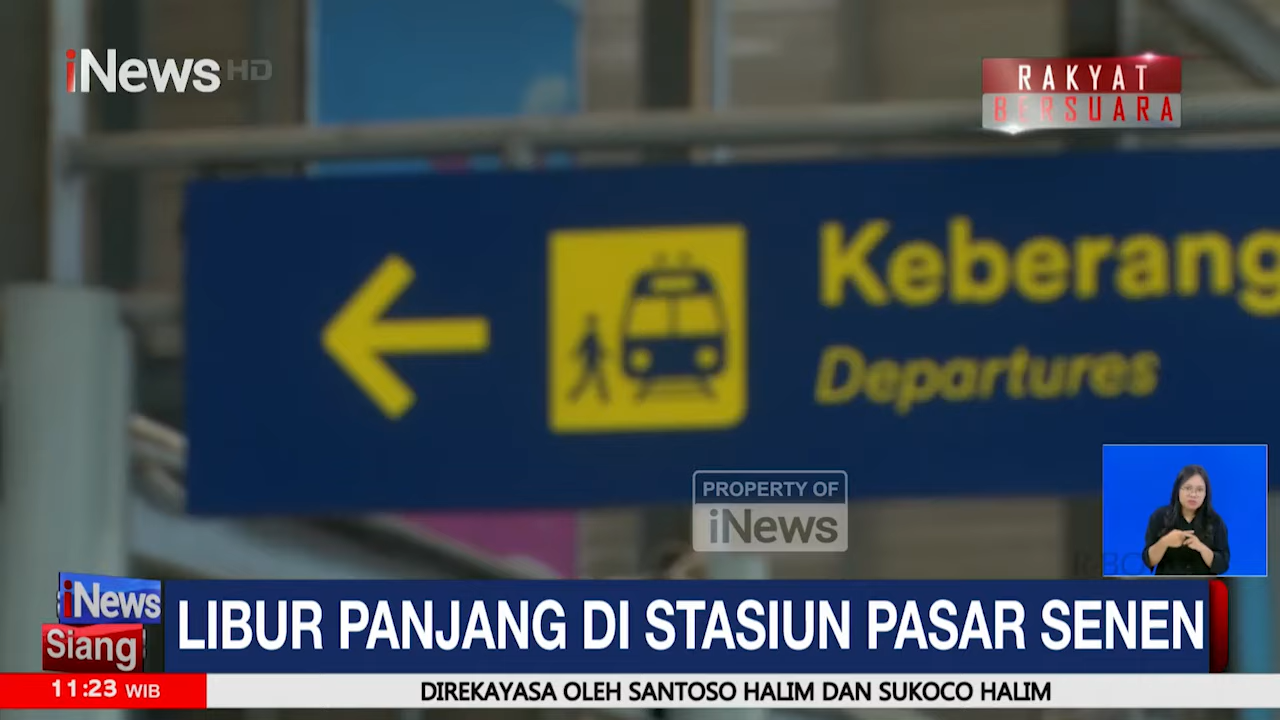 iNews HD
RAKYAT
BERSUARA
Keberang
Departures
PROPERTY OF
iNews
iNews
Siang
LIBUR PANJANG DI STASIUN PASAR SENEN
11:23 WIB
DIREKAYASA OLEH SANTOSO HALIM DAN SUKOCO HALIM